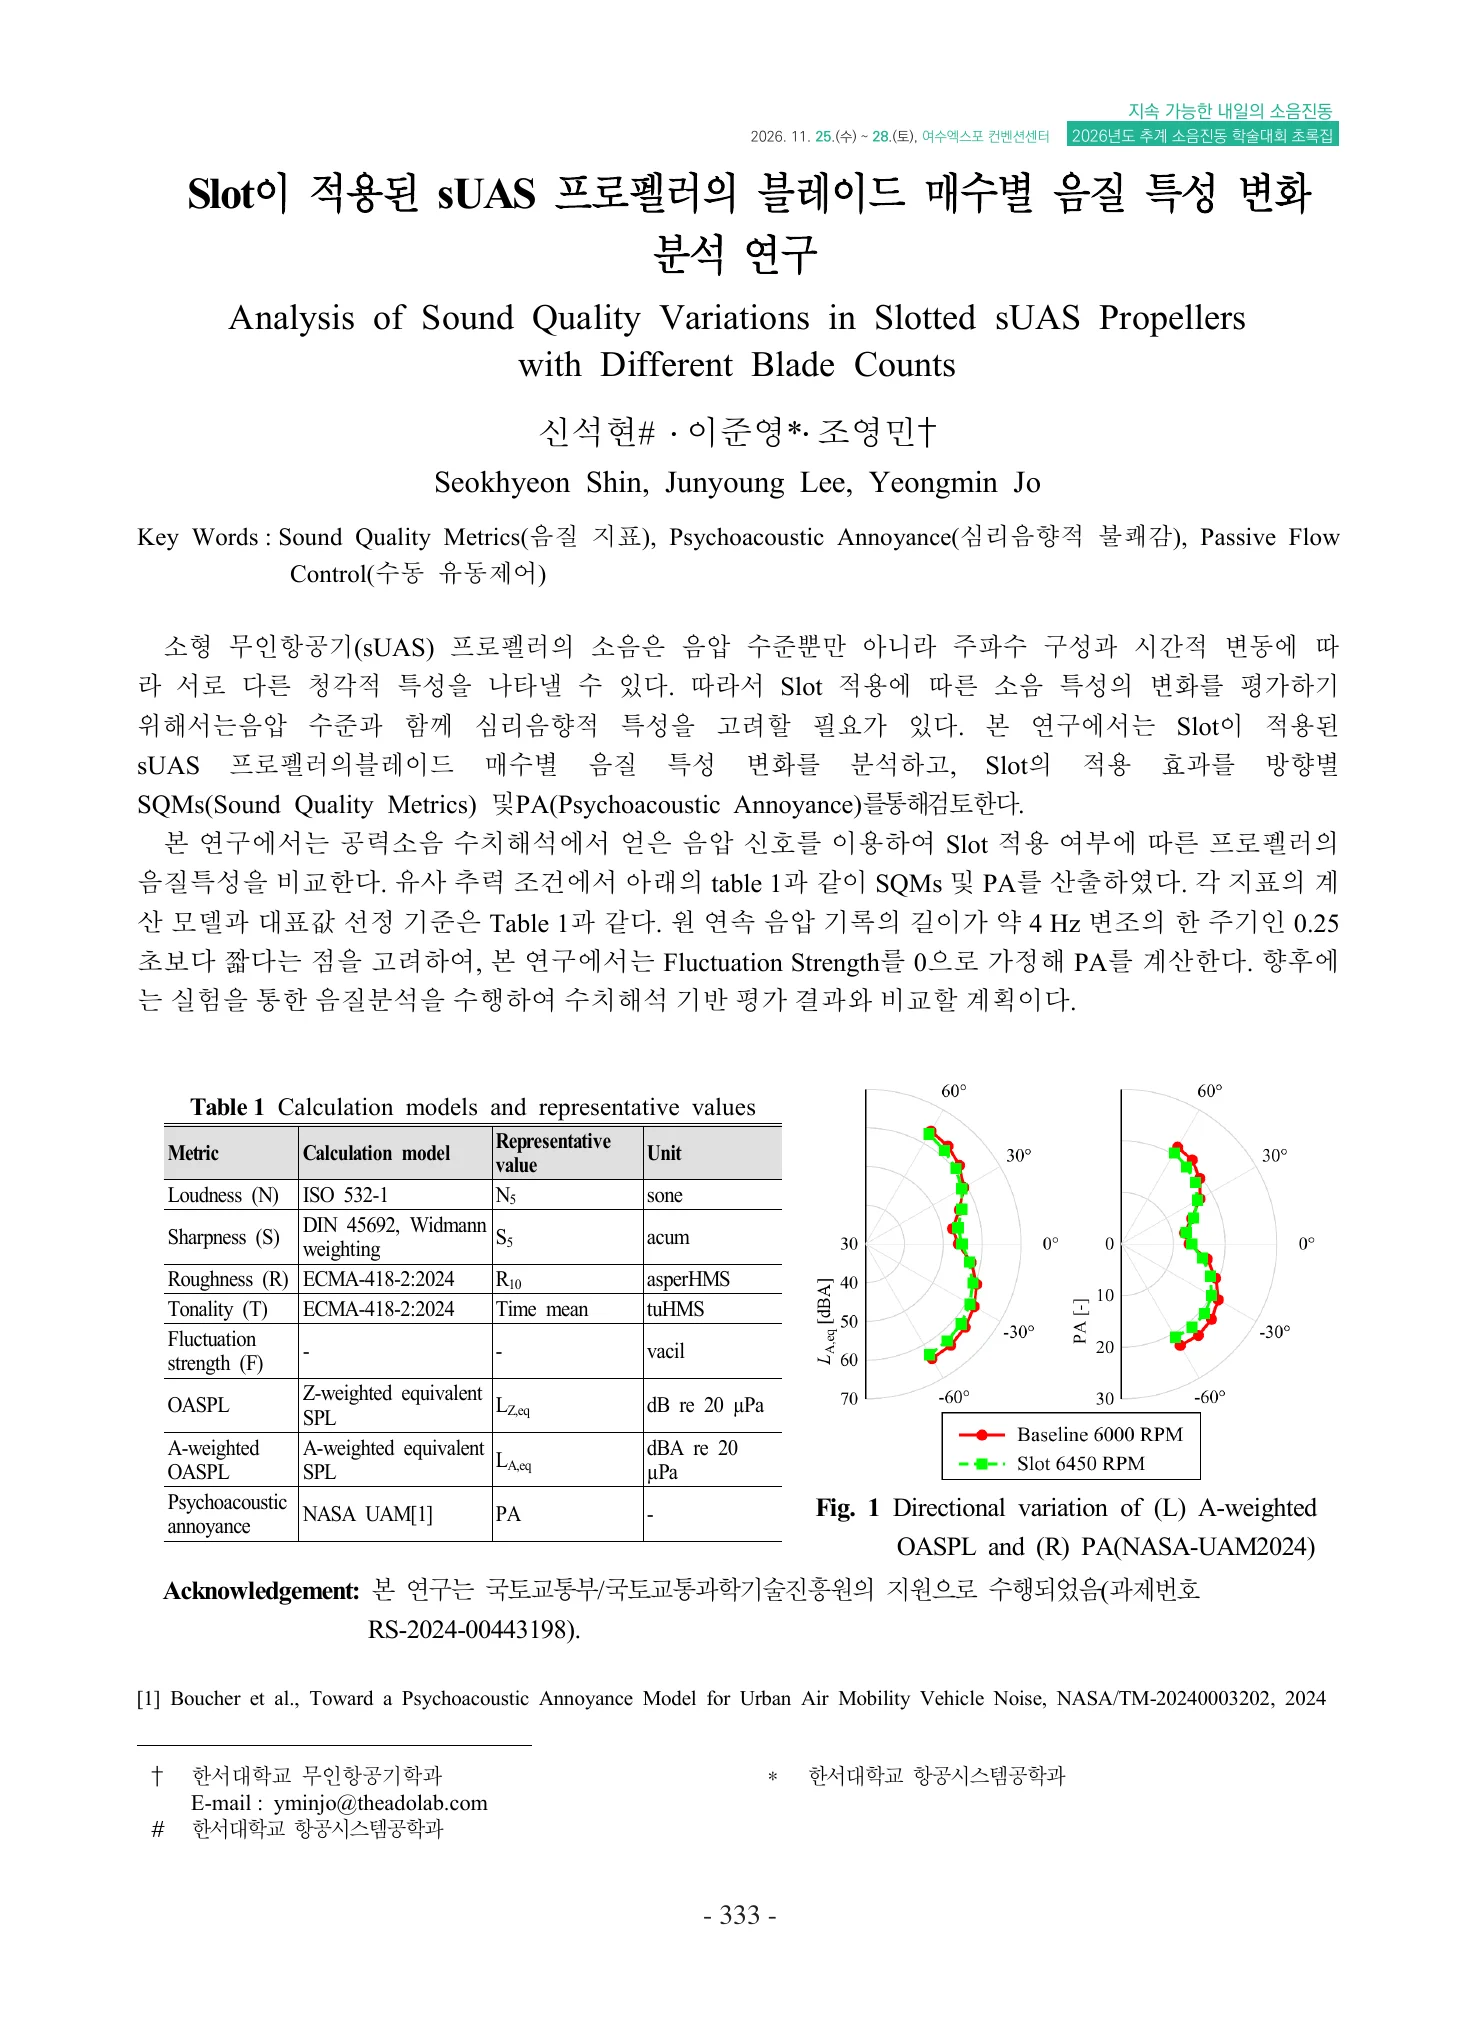 지속 가능한 내일의 소음진동
2026. 11. 25.(수) ~ 28.(토), 여수엑스포 컨벤션센터 2026년도 추계 소음진동 학술대회 초록집
Slot이 적용된 sUAS 프로펠러의 블레이드 매수별 음질 특성 변화
분석 연구
Analysis of Sound Quality Variations in Slotted sUAS Propellers
with Different Blade Counts
신석현# · 이준영*· 조영민†
Seokhyeon Shin, Junyoung Lee, Yeongmin Jo
Key Words : Sound Quality Metrics(음질 지표), Psychoacoustic Annoyance(심리음향적 불쾌감), Passive Flow
Control(수동 유동제어)
소형 무인항공기(sUAS) 프로펠러의 소음은 음압 수준뿐만 아니라 주파수 구성과 시간적 변동에 따
라 서로 다른 청각적 특성을 나타낼 수 있다. 따라서 Slot 적용에 따른 소음 특성의 변화를 평가하기
위해서는음압 수준과 함께 심리음향적 특성을 고려할 필요가 있다. 본 연구에서는 Slot이 적용된
sUAS 프로펠러의블레이드 매수별 음질 특성 변화를 분석하고, Slot의 적용 효과를 방향별
SQMs(Sound Quality Metrics) 및PA(Psychoacoustic Annoyance)를통해검토한다.
본 연구에서는 공력소음 수치해석에서 얻은 음압 신호를 이용하여 Slot 적용 여부에 따른 프로펠러의
음질특성을 비교한다. 유사 추력 조건에서 아래의 table 1과 같이 SQMs 및 PA를 산출하였다. 각 지표의 계
산 모델과 대표값 선정 기준은 Table 1과 같다. 원 연속 음압 기록의 길이가 약 4 Hz 변조의 한 주기인 0.25
초보다 짧다는 점을 고려하여, 본 연구에서는 Fluctuation Strength를 0으로 가정해 PA를 계산한다. 향후에
는 실험을 통한 음질분석을 수행하여 수치해석 기반 평가 결과와 비교할 계획이다.
Table 1 Calculation models and representative values
Metric Calculation model Representative value Unit
Loudness (N) ISO 532-1 N5 sone
Sharpness (S) DIN 45692, Widmann weighting S5 acum
Roughness (R) ECMA-418-2:2024 R10 asperHMS
Tonality (T) ECMA-418-2:2024 Time mean tuHMS
Fluctuation strength (F) - - vacil
OASPL Z-weighted equivalent SPL LZ,eq dB re 20 μPa
A-weighted OASPL A-weighted equivalent SPL LA,eq dBA re 20 μPa
Psychoacoustic annoyance NASA UAM[1] PA -
60°
30°
0°
-30°
-60°
30
40
50
60
70
LA,eq [dBA]
60°
30°
0°
-30°
-60°
0
10
20
30
PA [-]
Baseline 6000 RPM
Slot 6450 RPM
Fig. 1 Directional variation of (L) A-weighted
OASPL and (R) PA(NASA-UAM2024)
Acknowledgement: 본 연구는 국토교통부/국토교통과학기술진흥원의 지원으로 수행되었음(과제번호
RS-2024-00443198).
[1] Boucher et al., Toward a Psychoacoustic Annoyance Model for Urban Air Mobility Vehicle Noise, NASA/TM-20240003202, 2024
† 한서대학교 무인항공기학과
E-mail : yminjo@theadolab.com
# 한서대학교 항공시스템공학과
* 한서대학교 항공시스템공학과
- 333 -